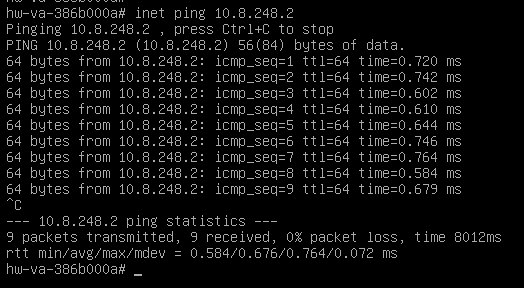 hw-va-386b000a# inet ping 10.8.248.2
Pinging 10.8.248.2 , press Ctrl+C to stop
PING 10.8.248.2 (10.8.248.2) 56(84) bytes of data.
64 bytes from 10.8.248.2: icmp_seq=1 ttl=64 time=0.720 ms
64 bytes from 10.8.248.2: icmp_seq=2 ttl=64 time=0.742 ms
64 bytes from 10.8.248.2: icmp_seq=3 ttl=64 time=0.602 ms
64 bytes from 10.8.248.2: icmp_seq=4 ttl=64 time=0.610 ms
64 bytes from 10.8.248.2: icmp_seq=5 ttl=64 time=0.644 ms
64 bytes from 10.8.248.2: icmp_seq=6 ttl=64 time=0.746 ms
64 bytes from 10.8.248.2: icmp_seq=7 ttl=64 time=0.764 ms
64 bytes from 10.8.248.2: icmp_seq=8 ttl=64 time=0.584 ms
64 bytes from 10.8.248.2: icmp_seq=9 ttl=64 time=0.679 ms
^C
--- 10.8.248.2 ping statistics ---
9 packets transmitted, 9 received, 0% packet loss, time 8012ms
rtt min/avg/max/mdev = 0.584/0.676/0.764/0.072 ms
hw-va-386b000a# _